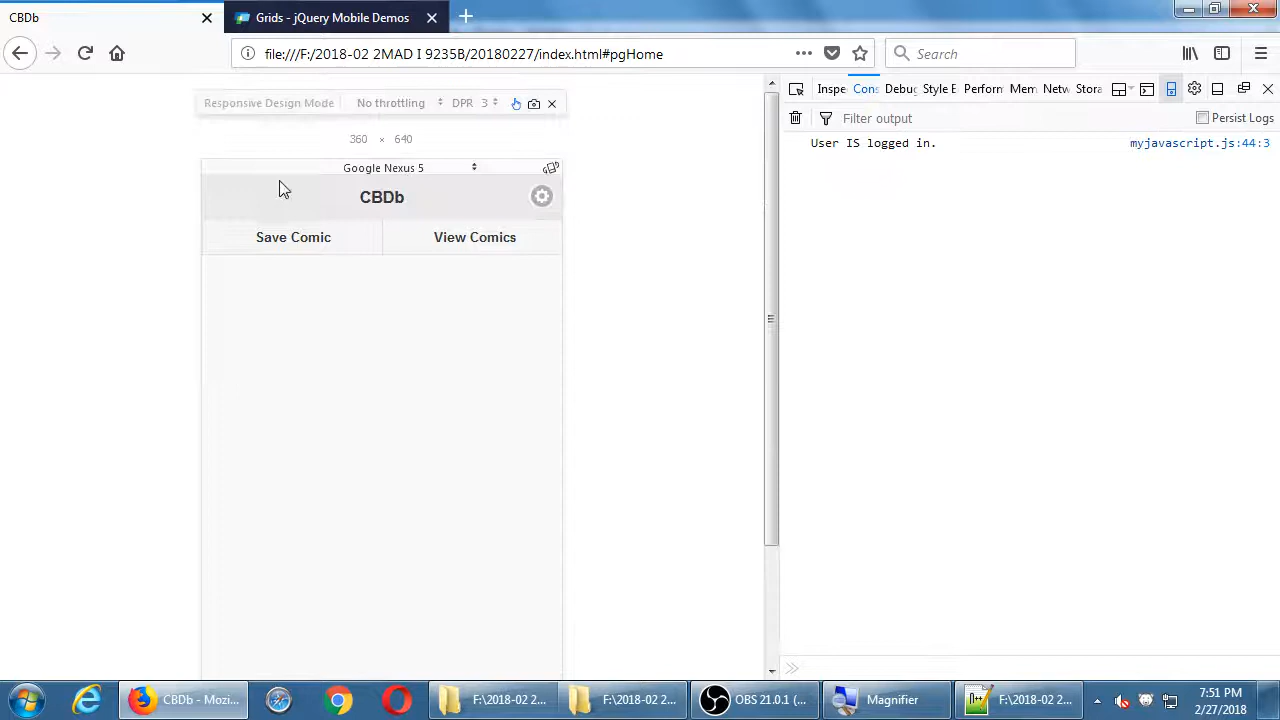 CBDb
Grids - jQuery Mobile Demos
file:///F:/2018-02 2MAD I 9235B/20180227/index.html#pgHome
Search
Responsive Design Mode
No throttling
DPR 3
Inspe
Cons
Debug
Style E
Perform
Mem
Netw
Stora
Filter output
Persist Logs
360 × 640
User IS logged in.
myjavascript.js:44:3
Google Nexus 5
CBDb
Save Comic
View Comics
CBDb - Mozi...
F:\2018-02 2...
F:\2018-02 2...
OBS 21.0.1 (...
Magnifier
F:\2018-02 2...
7:51 PM
2/27/2018